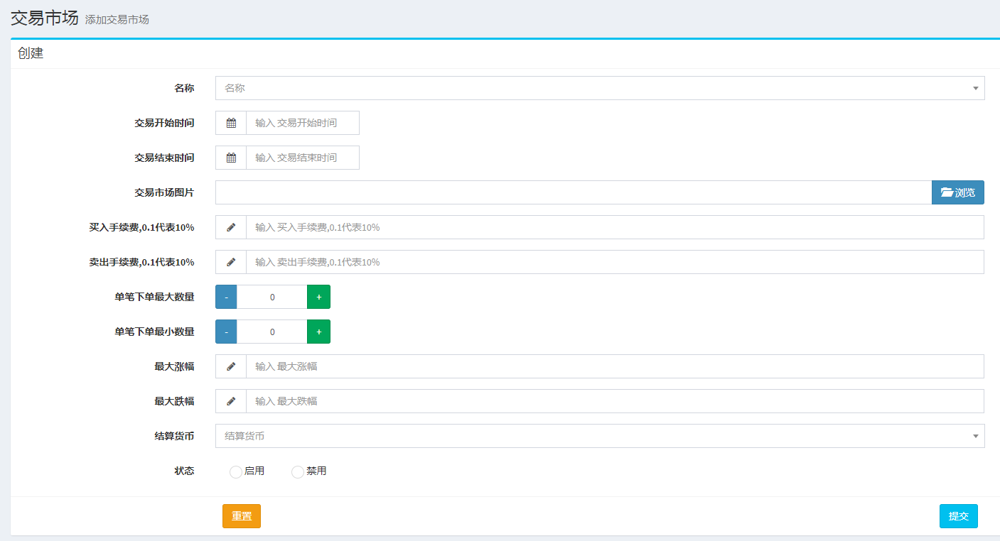 交易市场 添加交易市场
创建
名称 名称
交易开始时间 输入 交易开始时间
交易结束时间 输入 交易结束时间
交易市场图片 浏览
买入手续费,0.1代表10% 输入 买入手续费,0.1代表10%
卖出手续费,0.1代表10% 输入 卖出手续费,0.1代表10%
单笔下单最大数量 - 0 +
单笔下单最小数量 - 0 +
最大涨幅 输入 最大涨幅
最大跌幅 输入 最大跌幅
结算货币 结算货币
状态 启用 禁用
重置 提交